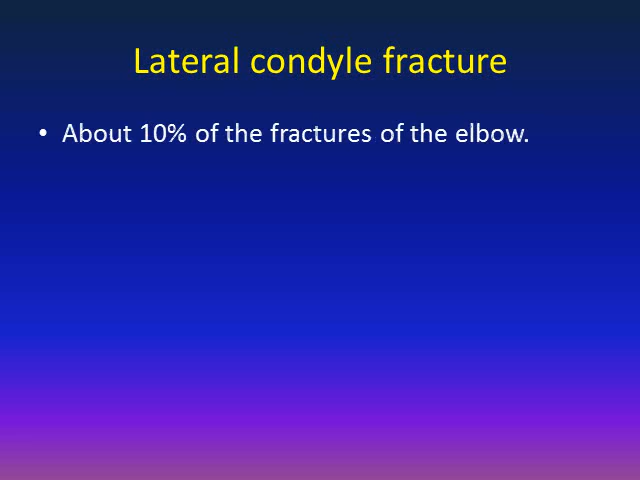 Lateral condyle fracture
• About 10% of the fractures of the elbow.